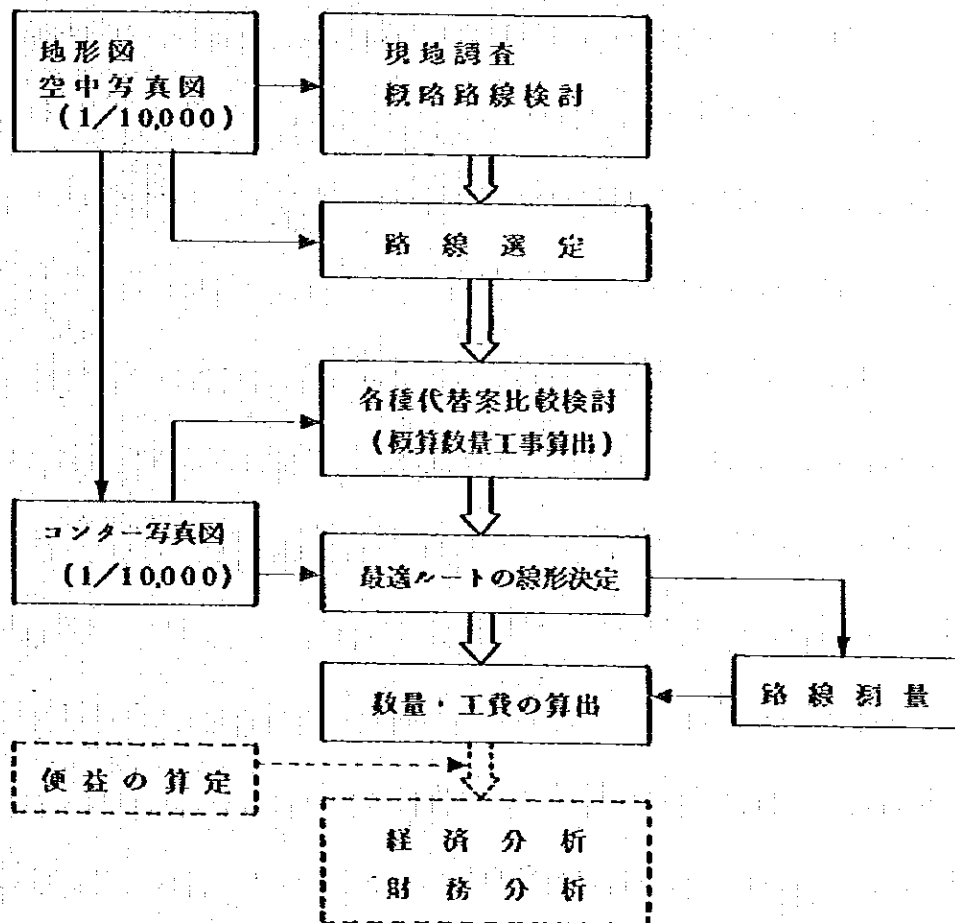 地形図
空中写真図
(1/10,000)
現地調査
概略路線検討
路線選定
各種代替案比較検討
(概算数量工事算出)
コンター写真図
(1/10,000)
最適ルートの線形決定
数量・工費の算出
路線測量
便益の算定
経済分析
財務分析